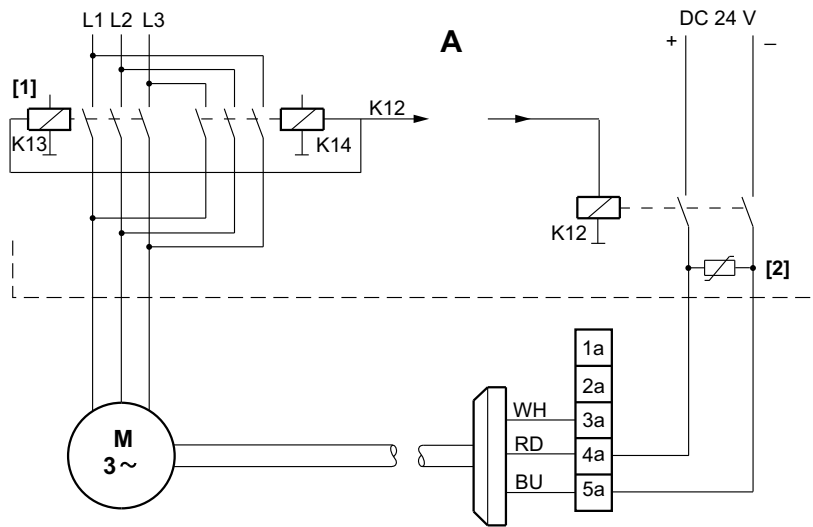 L1 L2 L3
A
DC 24 V
+ –
[1]
K12
K13
K14
K12
[2]
1a
2a
WH 3a
RD 4a
BU 5a
M
3~